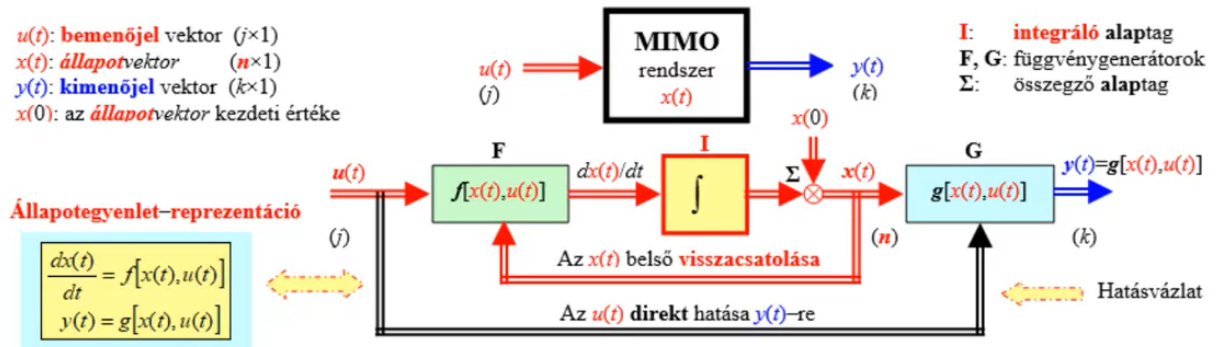 u(t): bemenőjel vektor (j×1)
x(t): állapotvektor (n×1)
y(t): kimenőjel vektor (k×1)
x(0): az állapotvektor kezdeti értéke
MIMO
rendszer
x(t)
u(t)
(j)
y(t)
(k)
I: integráló alaptag
F, G: függvénygenerátorok
Σ: összegző alaptag
x(0)
F
I
G
u(t)
f[x(t),u(t)]
dx(t)/dt
∫
Σ
x(t)
g[x(t),u(t)]
y(t)=g[x(t),u(t)]
(j)
(n)
(k)
Az x(t) belső visszacsatolása
Az u(t) direkt hatása y(t)–re
Állapotegyenlet–reprezentáció
dx(t)/dt = f[x(t),u(t)]
y(t) = g[x(t),u(t)]
Hatásvázlat